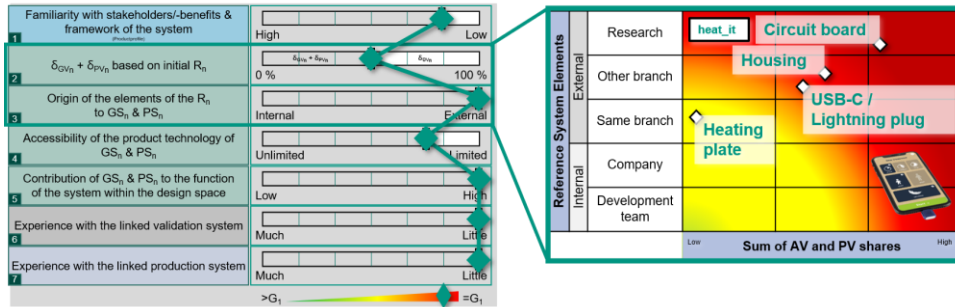 1
Familiarity with stakeholders/-benefits &
framework of the system
(Productprofile)
High
Low
2
δGVn + δPVn based on initial Rn
δGVn + δPVn
δGVn
0 %
100 %
3
Origin of the elements of the Rn
to GSn & PSn
Internal
External
4
Accessibility of the product technology of
GSn & PSn
Unlimited
Limited
5
Contribution of GSn & PSn to the function
of the system within the design space
Low
High
6
Experience with the linked validation system
Much
Little
7
Experience with the linked production system
Much
Little
>G1
=G1
Reference System Elements
External
Internal
Research
Other branch
Same branch
Company
Development
team
heat_it
Circuit board
Housing
USB-C /
Lightning plug
Heating
plate
Low
Sum of AV and PV shares
High